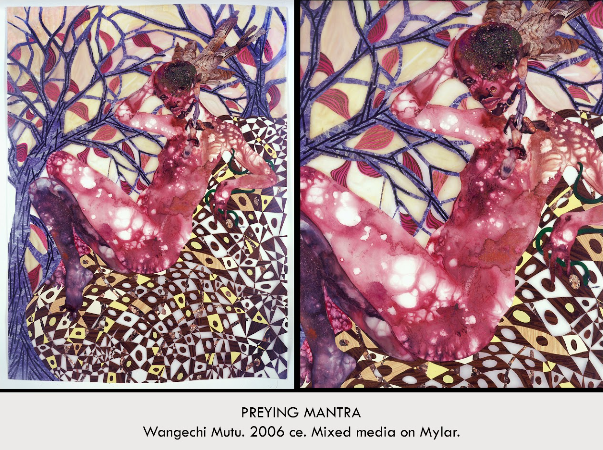 PREYING MANTRA
Wangechi Mutu. 2006 ce. Mixed media on Mylar.